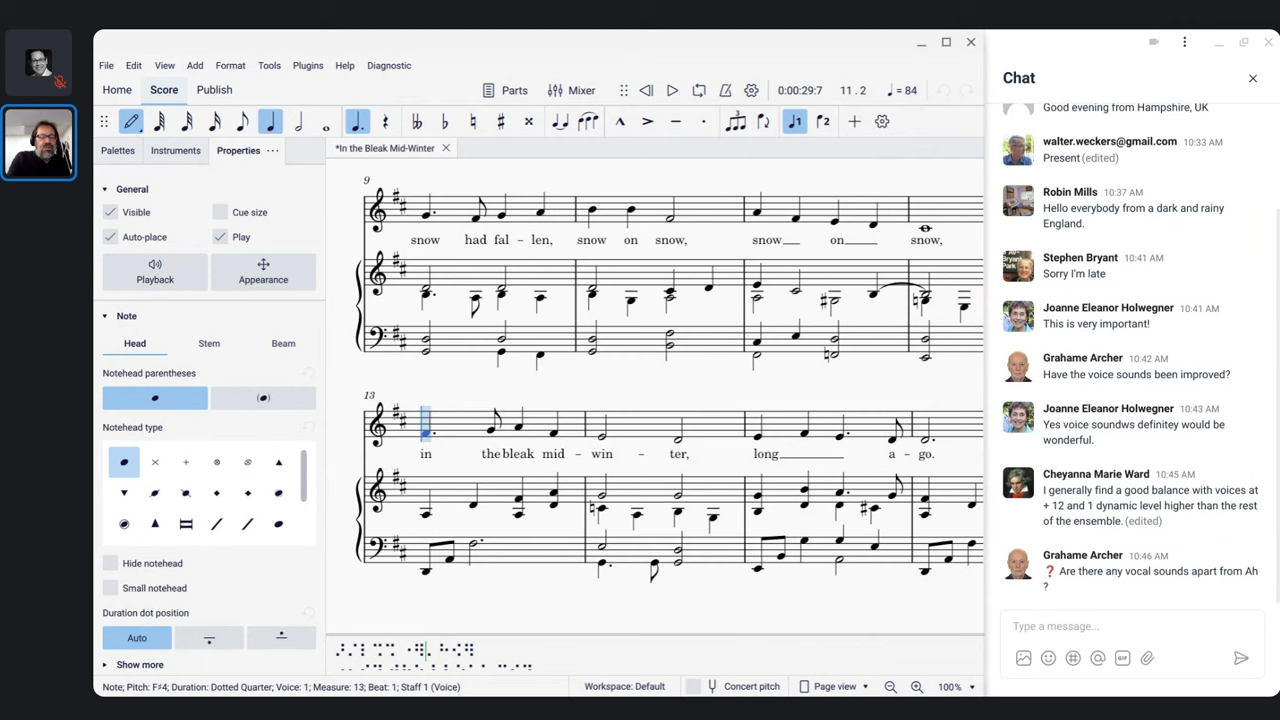 File Edit View Add Format Tools Plugins Help Diagnostic
Home Score Publish Parts Mixer 0:00:29:7 11 . 2 = 84
1 2
Palettes Instruments Properties ··· *In the Bleak Mid-Winter
General
Visible Cue size
Auto-place Play
Playback Appearance
Note
Head Stem Beam
Notehead parentheses
Notehead type
Hide notehead
Small notehead
Duration dot position
Auto
Show more
9
snow had fal – len, snow on snow, snow__ on____ snow,
13
in the bleak mid – win – ter, long________ a – go.
Note; Pitch: F♯4; Duration: Dotted Quarter; Voice: 1; Measure: 13; Beat: 1; Staff 1 (Voice) Workspace: Default Concert pitch Page view 100%
Chat
Good evening from Hampshire, UK
walter.weckers@gmail.com 10:33 AM
Present (edited)
Robin Mills 10:37 AM
Hello everybody from a dark and rainy
England.
Stephen Bryant 10:41 AM
Sorry I'm late
Joanne Eleanor Holwegner 10:41 AM
This is very important!
Grahame Archer 10:42 AM
Have the voice sounds been improved?
Joanne Eleanor Holwegner 10:43 AM
Yes voice soundws definitey would be
wonderful.
Cheyanna Marie Ward 10:45 AM
I generally find a good balance with voices at
+ 12 and 1 dynamic level higher than the rest
of the ensemble. (edited)
Grahame Archer 10:46 AM
❓ Are there any vocal sounds apart from Ah
?
Type a message...
GIF